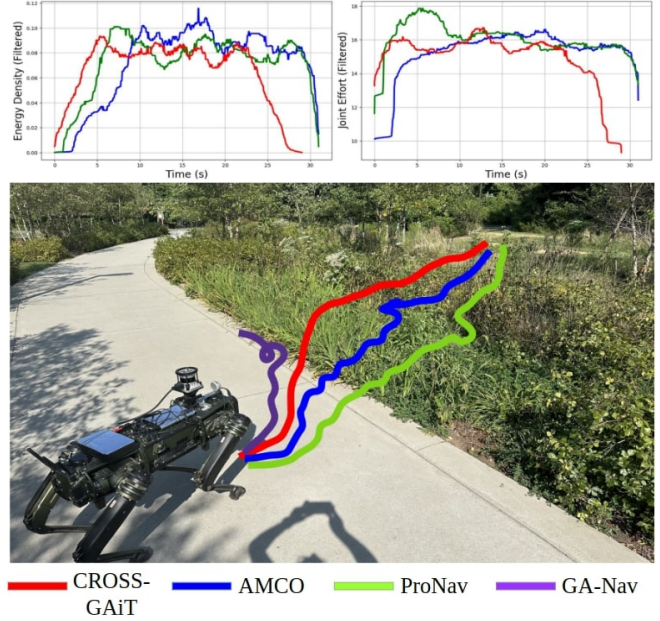 0.12
0.10
0.08
0.06
0.04
0.02
0.00
Energy Density (Filtered)
0 5 10 15 20 25 30
Time (s)
18
16
14
12
10
Joint Effort (Filtered)
0 5 10 15 20 25 30
Time (s)
CROSS-
GAiT
AMCO
ProNav
GA-Nav